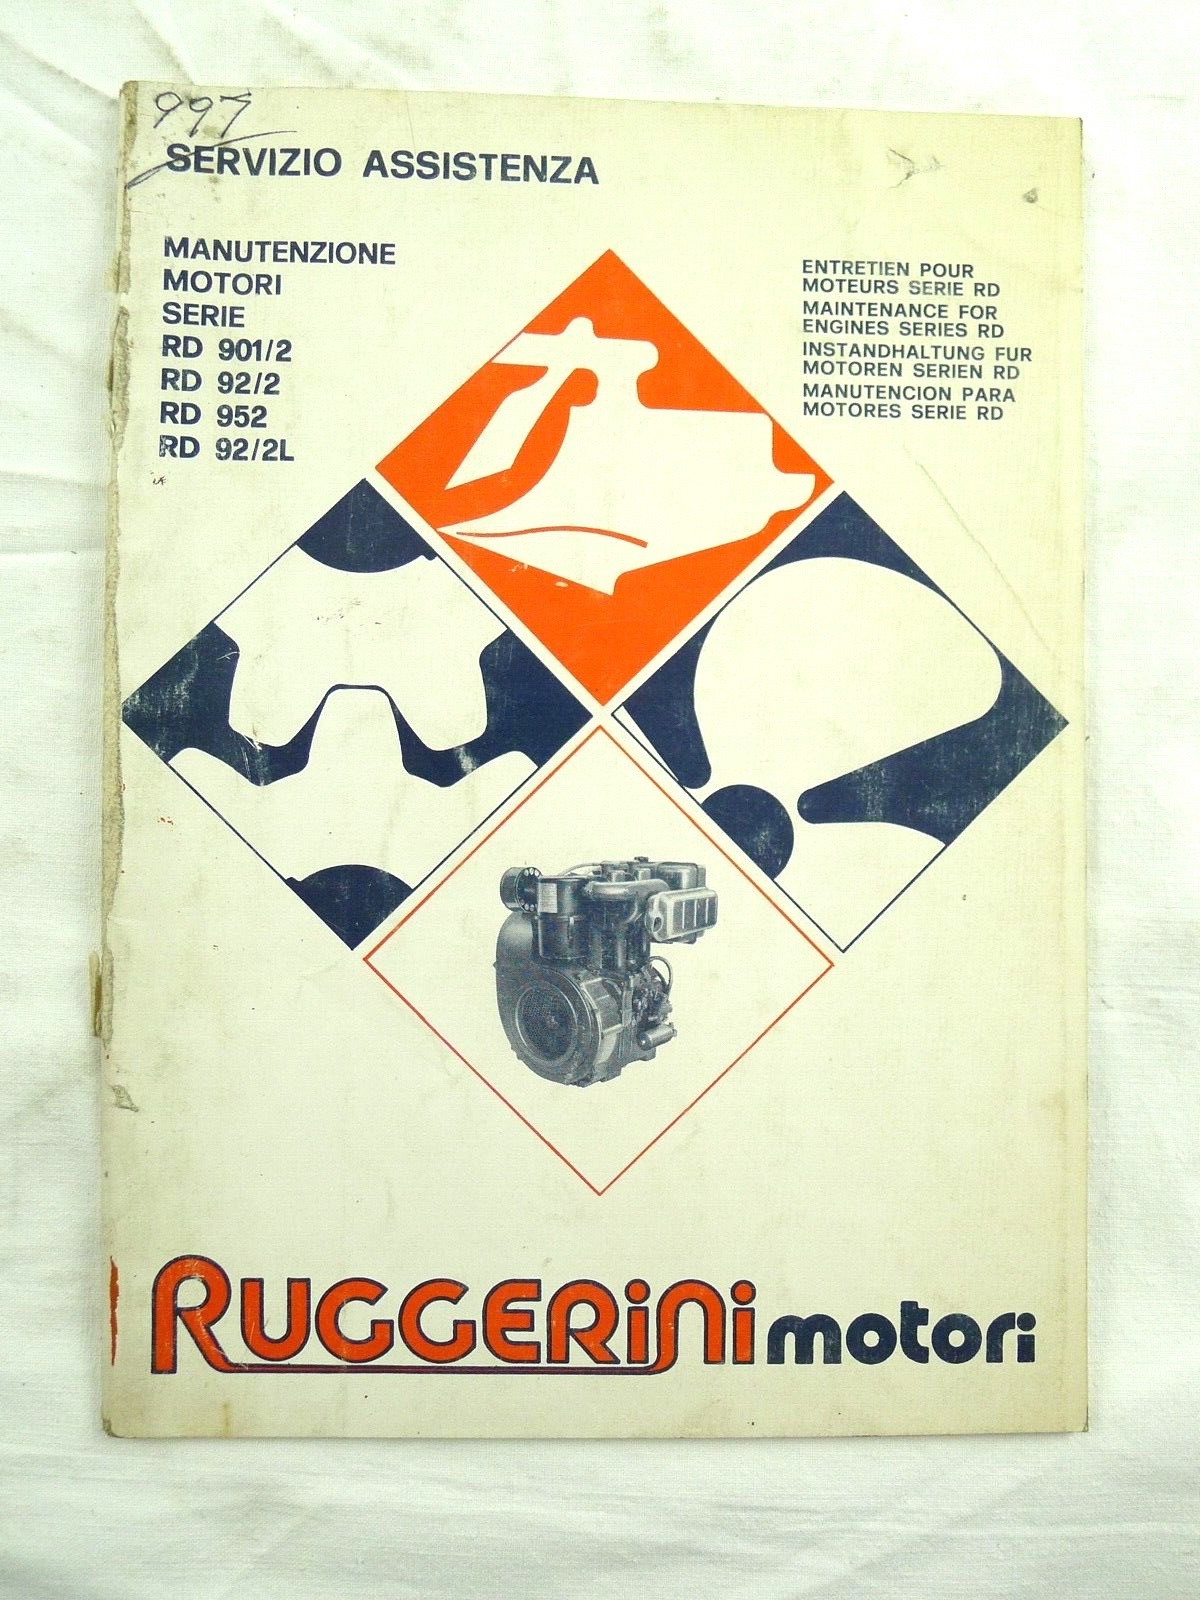 997
SERVIZIO ASSISTENZA
MANUTENZIONE
MOTORI
SERIE
RD 901/2
RD 92/2
RD 952
RD 92/2L
ENTRETIEN POUR
MOTEURS SERIE RD
MAINTENANCE FOR
ENGINES SERIES RD
INSTANDHALTUNG FUR
MOTOREN SERIEN RD
MANUTENCION PARA
MOTORES SERIE RD
RUGGERiNi motori